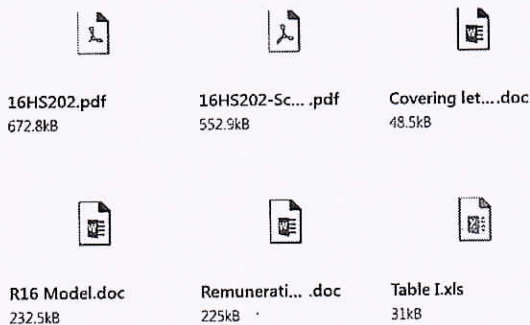 16HS202.pdf 16HS202-Sc... .pdf Covering let....doc
672.8kB 552.9kB 48.5kB
R16 Model.doc Remunerati... .doc Table I.xls
232.5kB 225kB 31kB